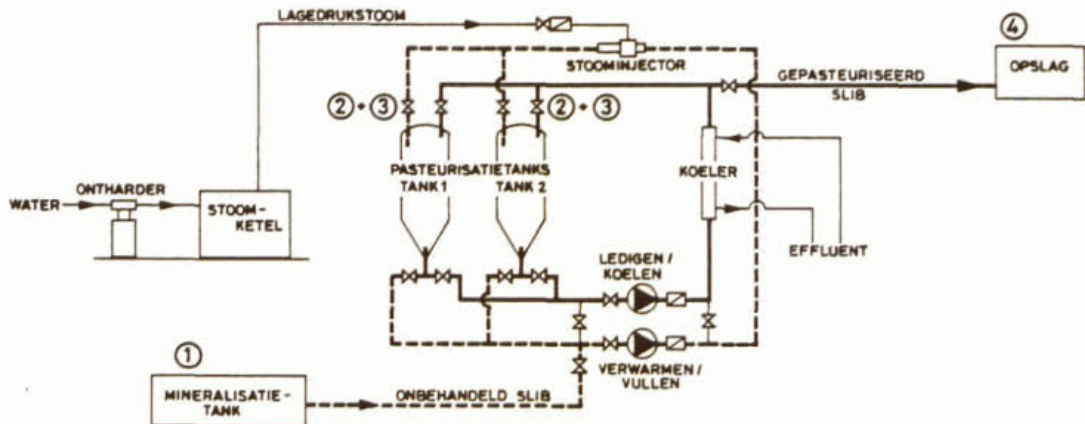 LAGEDRUKSTOOM
④
STOOMINJECTOR
GEPASTEURISEERD
SLIB
OPSLAG
② + ③
② + ③
PASTEURISATIETANKS
TANK 1
TANK 2
KOELER
ONTHARDER
WATER
STOOM-
KETEL
EFFLUENT
LEDIGEN /
KOELEN
VERWARMEN /
VULLEN
①
MINERALISATIE-
TANK
ONBEHANDELD SLIB